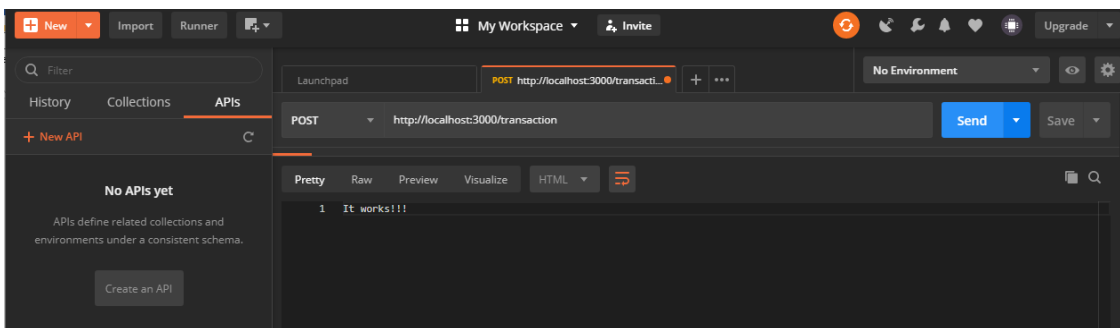 New Import Runner My Workspace Invite Upgrade
Filter
Launchpad POST http://localhost:3000/transacti... No Environment
History Collections APIs
POST http://localhost:3000/transaction Send Save
+ New API
Pretty Raw Preview Visualize HTML
No APIs yet
1 It works!!!
APIs define related collections and
environments under a consistent schema.
Create an API